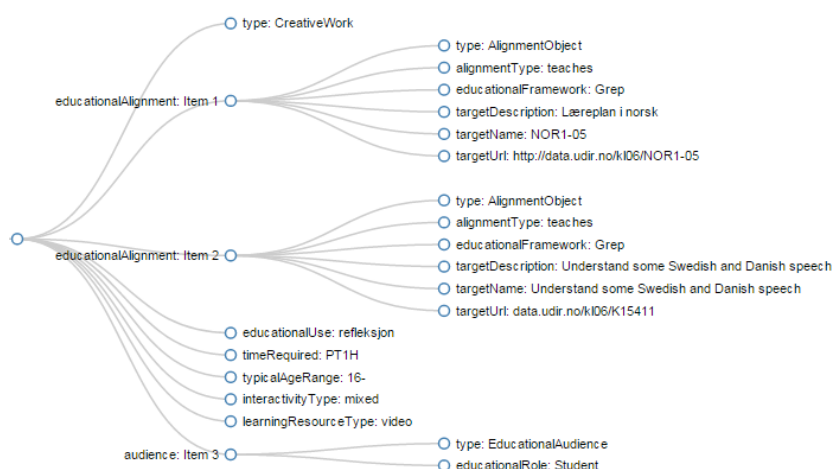 type: CreativeWork
educationalAlignment: Item 1
type: AlignmentObject
alignmentType: teaches
educationalFramework: Grep
targetDescription: Læreplan i norsk
targetName: NOR1-05
targetUrl: http://data.udir.no/kl06/NOR1-05
educationalAlignment: Item 2
type: AlignmentObject
alignmentType: teaches
educationalFramework: Grep
targetDescription: Understand some Swedish and Danish speech
targetName: Understand some Swedish and Danish speech
targetUrl: data.udir.no/kl06/K15411
educationalUse: refleksjon
timeRequired: PT1H
typicalAgeRange: 16-
interactivityType: mixed
learningResourceType: video
audience: Item 3
type: EducationalAudience
educationalRole: Student